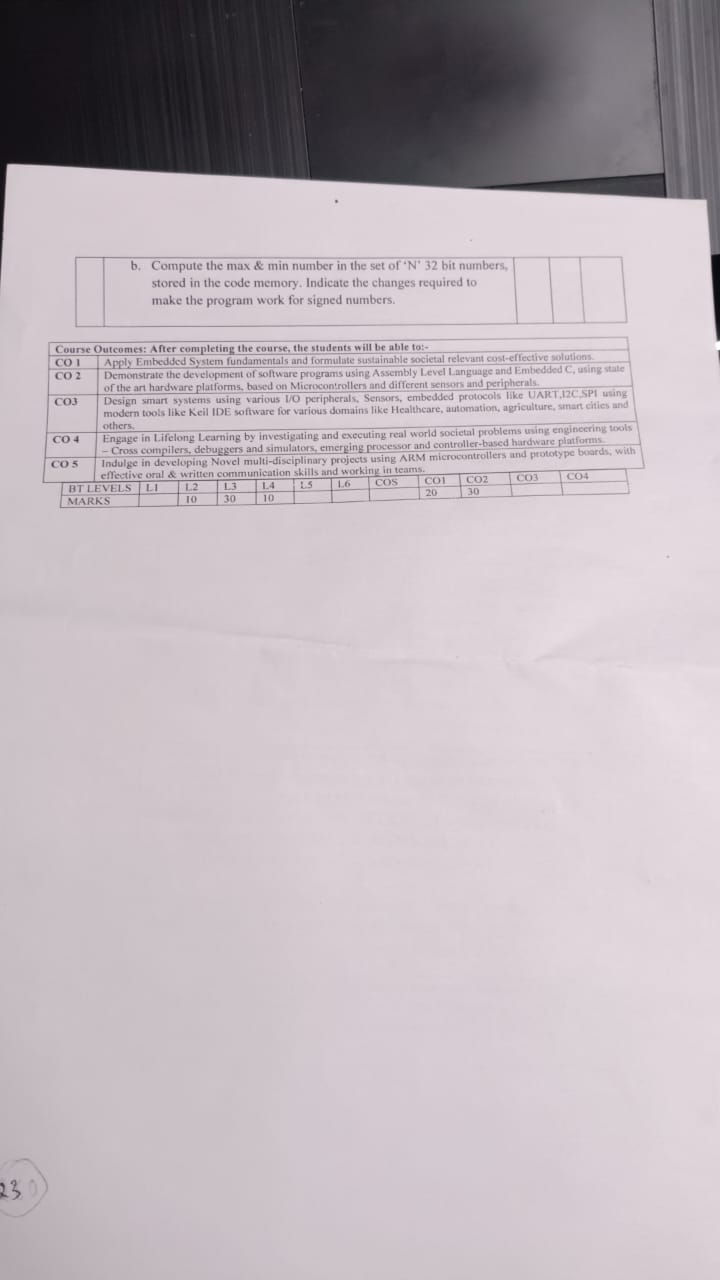 b. Compute the max & min number in the set of ‘N’ 32 bit numbers,
stored in the code memory. Indicate the changes required to
make the program work for signed numbers.
Course Outcomes: After completing the course, the students will be able to:-
CO 1 Apply Embedded System fundamentals and formulate sustainable societal relevant cost-effective solutions.
CO 2 Demonstrate the development of software programs using Assembly Level Language and Embedded C, using state
of the art hardware platforms, based on Microcontrollers and different sensors and peripherals.
CO3 Design smart systems using various I/O peripherals, Sensors, embedded protocols like UART,I2C,SPI using
modern tools like Keil IDE software for various domains like Healthcare, automation, agriculture, smart cities and
others.
CO 4 Engage in Lifelong Learning by investigating and executing real world societal problems using engineering tools
– Cross compilers, debuggers and simulators, emerging processor and controller-based hardware platforms.
CO 5 Indulge in developing Novel multi-disciplinary projects using ARM microcontrollers and prototype boards, with
effective oral & written communication skills and working in teams.
BT LEVELS L1 L2 L3 L4 L5 L6 COS CO1 CO2 CO3 CO4
MARKS 10 30 10 20 30